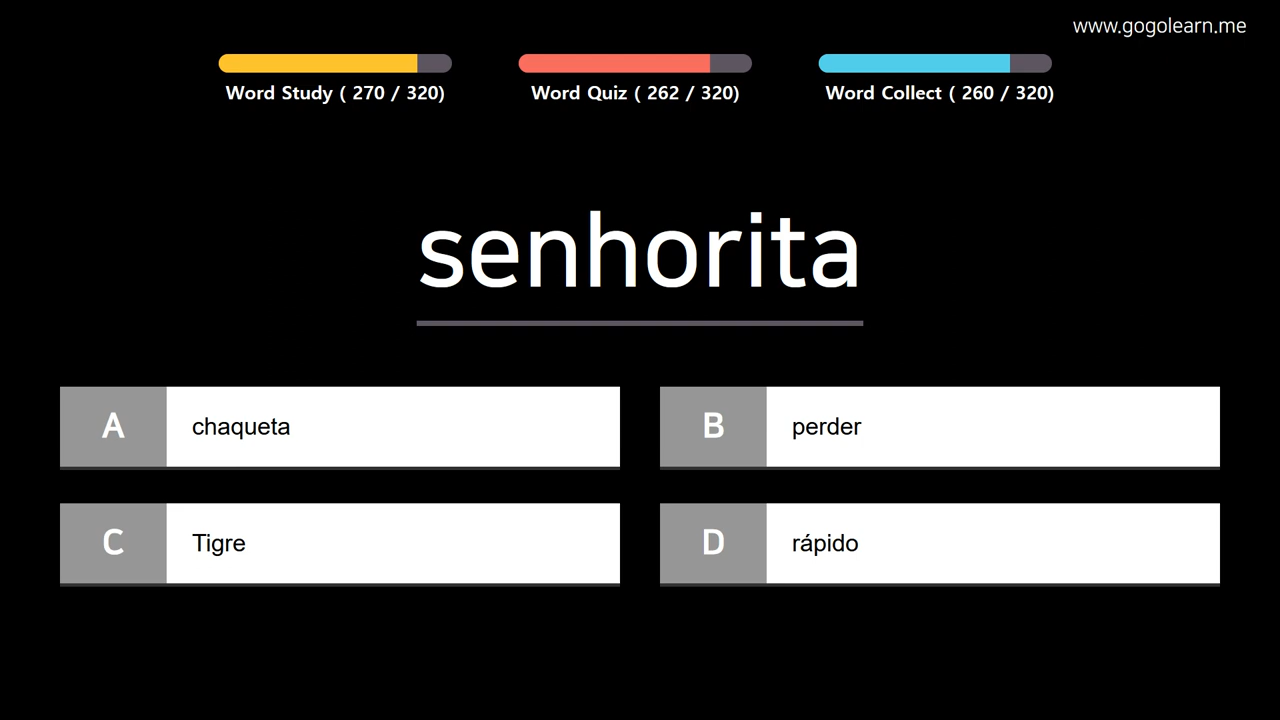 www.gogolearn.me
Word Study ( 270 / 320)
Word Quiz ( 262 / 320)
Word Collect ( 260 / 320)
senhorita
A chaqueta
B perder
C Tigre
D rápido